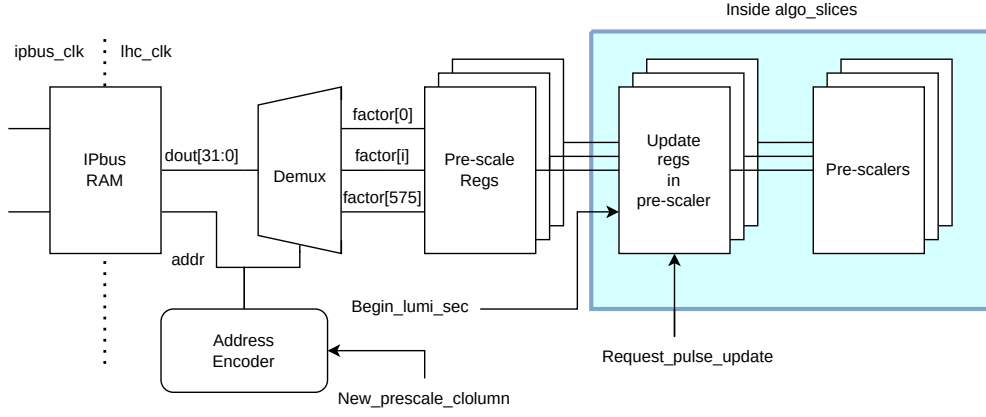 Inside algo_slices
ipbus_clk
lhc_clk
IPbus
RAM
dout[31:0]
addr
Demux
factor[0]
factor[i]
factor[575]
Pre-scale
Regs
Update
regs
in
pre-scaler
Pre-scalers
Begin_lumi_sec
Address
Encoder
Request_pulse_update
New_prescale_clolumn